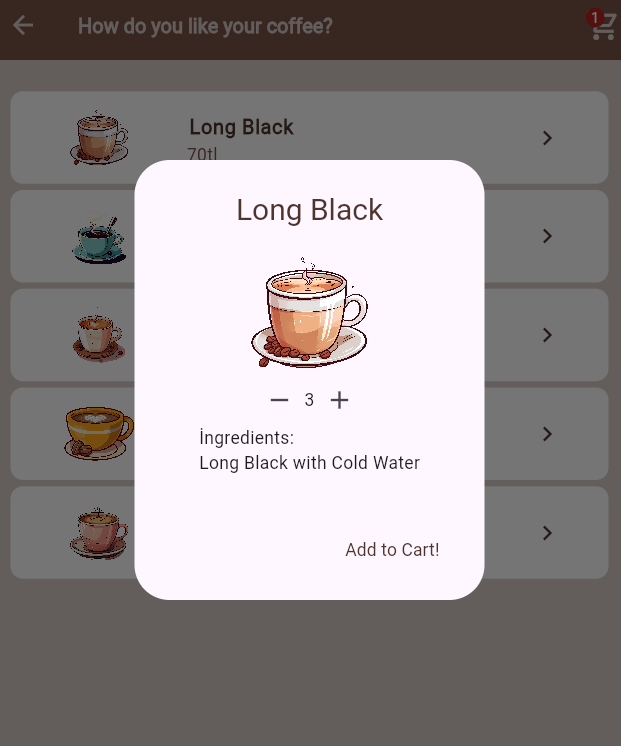 How do you like your coffee?
1
Long Black
70tl
Long Black
3
İngredients:
Long Black with Cold Water
Add to Cart!